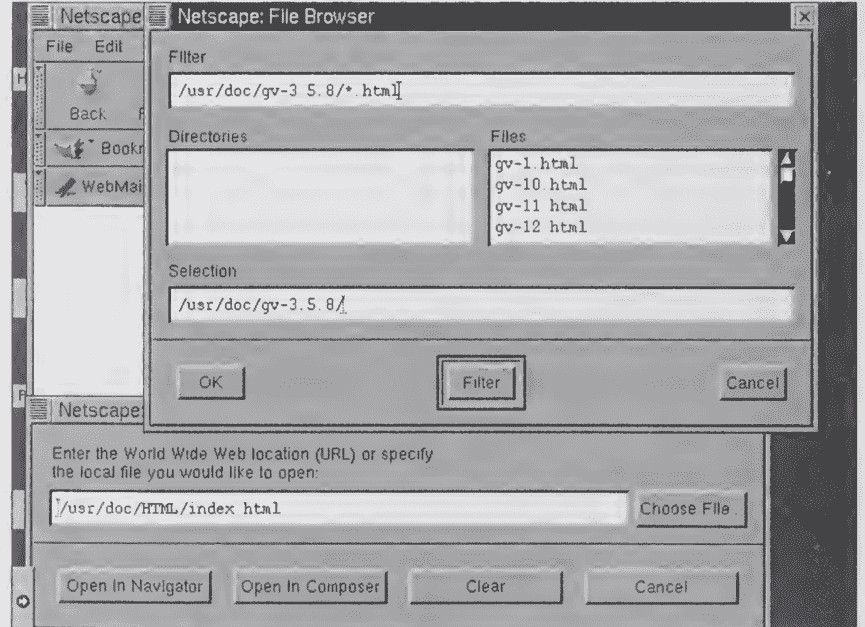 Netscape
Netscape: File Browser
File Edit
Filter
/usr/doc/gv-3 5.8/*.html
Back
Directories
Files
gv-1.html
gv-10.html
gv-11 html
gv-12 html
WebMai
Selection
/usr/doc/gv-3.5.8/
OK
Filter
Cancel
Netscape:
Enter the World Wide Web location (URL) or specify
the local file you would like to open:
/usr/doc/HTML/index html
Choose File
Open In Navigator
Open In Composer
Clear
Cancel